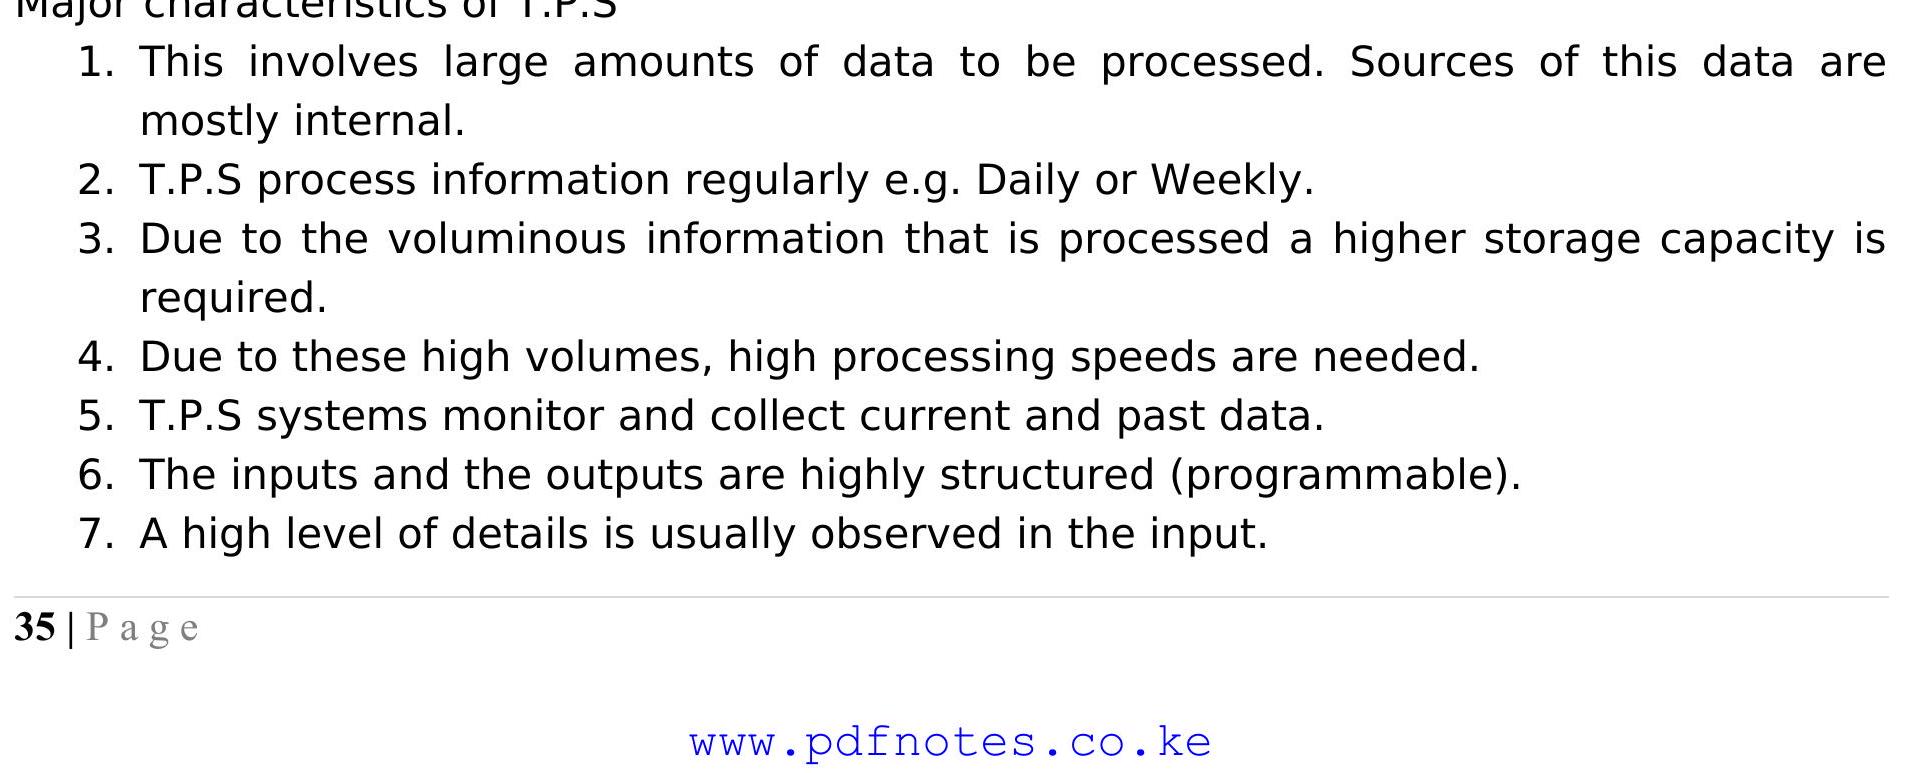 Major characteristics of T.P.S
1. This involves large amounts of data to be processed. Sources of this data are
mostly internal.
2. T.P.S process information regularly e.g. Daily or Weekly.
3. Due to the voluminous information that is processed a higher storage capacity is
required.
4. Due to these high volumes, high processing speeds are needed.
5. T.P.S systems monitor and collect current and past data.
6. The inputs and the outputs are highly structured (programmable).
7. A high level of details is usually observed in the input.
35 | P a g e
www.pdfnotes.co.ke